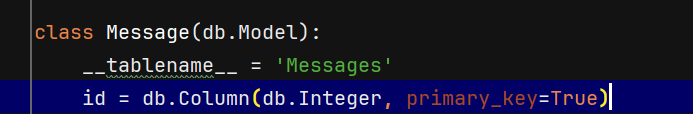 class Message(db.Model):
    __tablename__ = 'Messages'
    id = db.Column(db.Integer, primary_key=True)